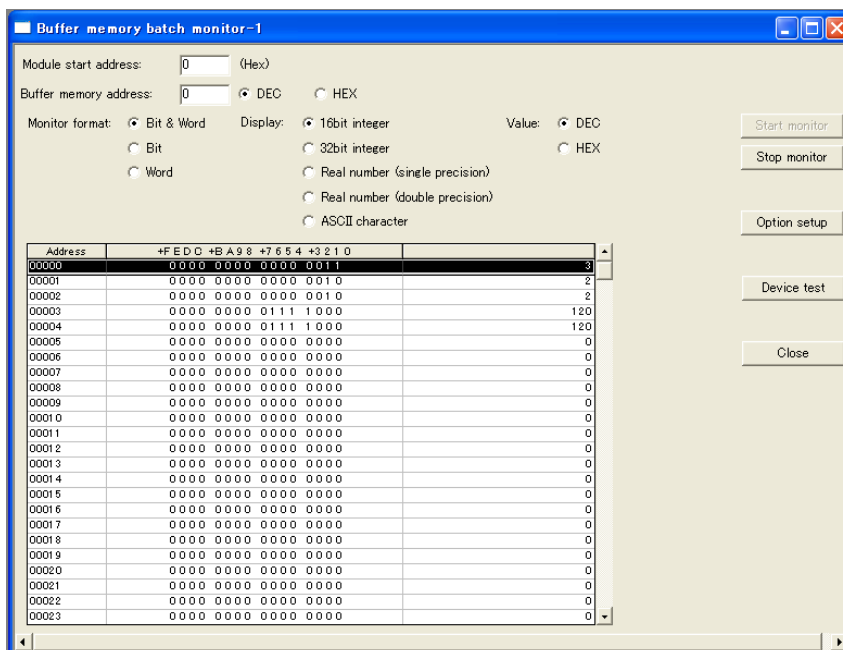 Buffer memory batch monitor-1
Module start address: 0 (Hex)
Buffer memory address: 0 DEC HEX
Monitor format: Bit & Word Display: 16bit integer Value: DEC Start monitor
Bit 32bit integer HEX Stop monitor
Word Real number (single precision)
Real number (double precision)
ASCII character Option setup
Address +F E D C +B A 9 8 +7 6 5 4 +3 2 1 0
00000 0 0 0 0 0 0 0 0 0 0 0 0 0 0 1 1 3
00001 0 0 0 0 0 0 0 0 0 0 0 0 0 0 1 0 2
00002 0 0 0 0 0 0 0 0 0 0 0 0 0 0 1 0 2
00003 0 0 0 0 0 0 0 0 0 1 1 1 1 0 0 0 120
Device test
00004 0 0 0 0 0 0 0 0 0 1 1 1 1 0 0 0 120
00005 0 0 0 0 0 0 0 0 0 0 0 0 0 0 0 0 0
00006 0 0 0 0 0 0 0 0 0 0 0 0 0 0 0 0 0
Close
00007 0 0 0 0 0 0 0 0 0 0 0 0 0 0 0 0 0
00008 0 0 0 0 0 0 0 0 0 0 0 0 0 0 0 0 0
00009 0 0 0 0 0 0 0 0 0 0 0 0 0 0 0 0 0
00010 0 0 0 0 0 0 0 0 0 0 0 0 0 0 0 0 0
00011 0 0 0 0 0 0 0 0 0 0 0 0 0 0 0 0 0
00012 0 0 0 0 0 0 0 0 0 0 0 0 0 0 0 0 0
00013 0 0 0 0 0 0 0 0 0 0 0 0 0 0 0 0 0
00014 0 0 0 0 0 0 0 0 0 0 0 0 0 0 0 0 0
00015 0 0 0 0 0 0 0 0 0 0 0 0 0 0 0 0 0
00016 0 0 0 0 0 0 0 0 0 0 0 0 0 0 0 0 0
00017 0 0 0 0 0 0 0 0 0 0 0 0 0 0 0 0 0
00018 0 0 0 0 0 0 0 0 0 0 0 0 0 0 0 0 0
00019 0 0 0 0 0 0 0 0 0 0 0 0 0 0 0 0 0
00020 0 0 0 0 0 0 0 0 0 0 0 0 0 0 0 0 0
00021 0 0 0 0 0 0 0 0 0 0 0 0 0 0 0 0 0
00022 0 0 0 0 0 0 0 0 0 0 0 0 0 0 0 0 0
00023 0 0 0 0 0 0 0 0 0 0 0 0 0 0 0 0 0